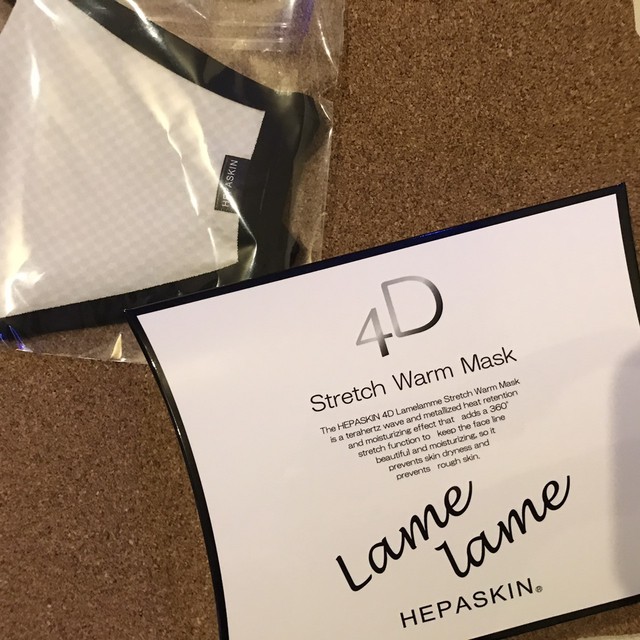 HEPASKIN
4D
Stretch Warm Mask
The HEPASKIN 4D Lamelamme Stretch Warm Mask
is a terahertz wave and metallized heat retention
and moisturizing effect that adds a 360°
stretch function to keep the face line
beautiful and moisturizing, so it
prevents skin dryness and
prevents rough skin.
Lame
lame
HEPASKIN®